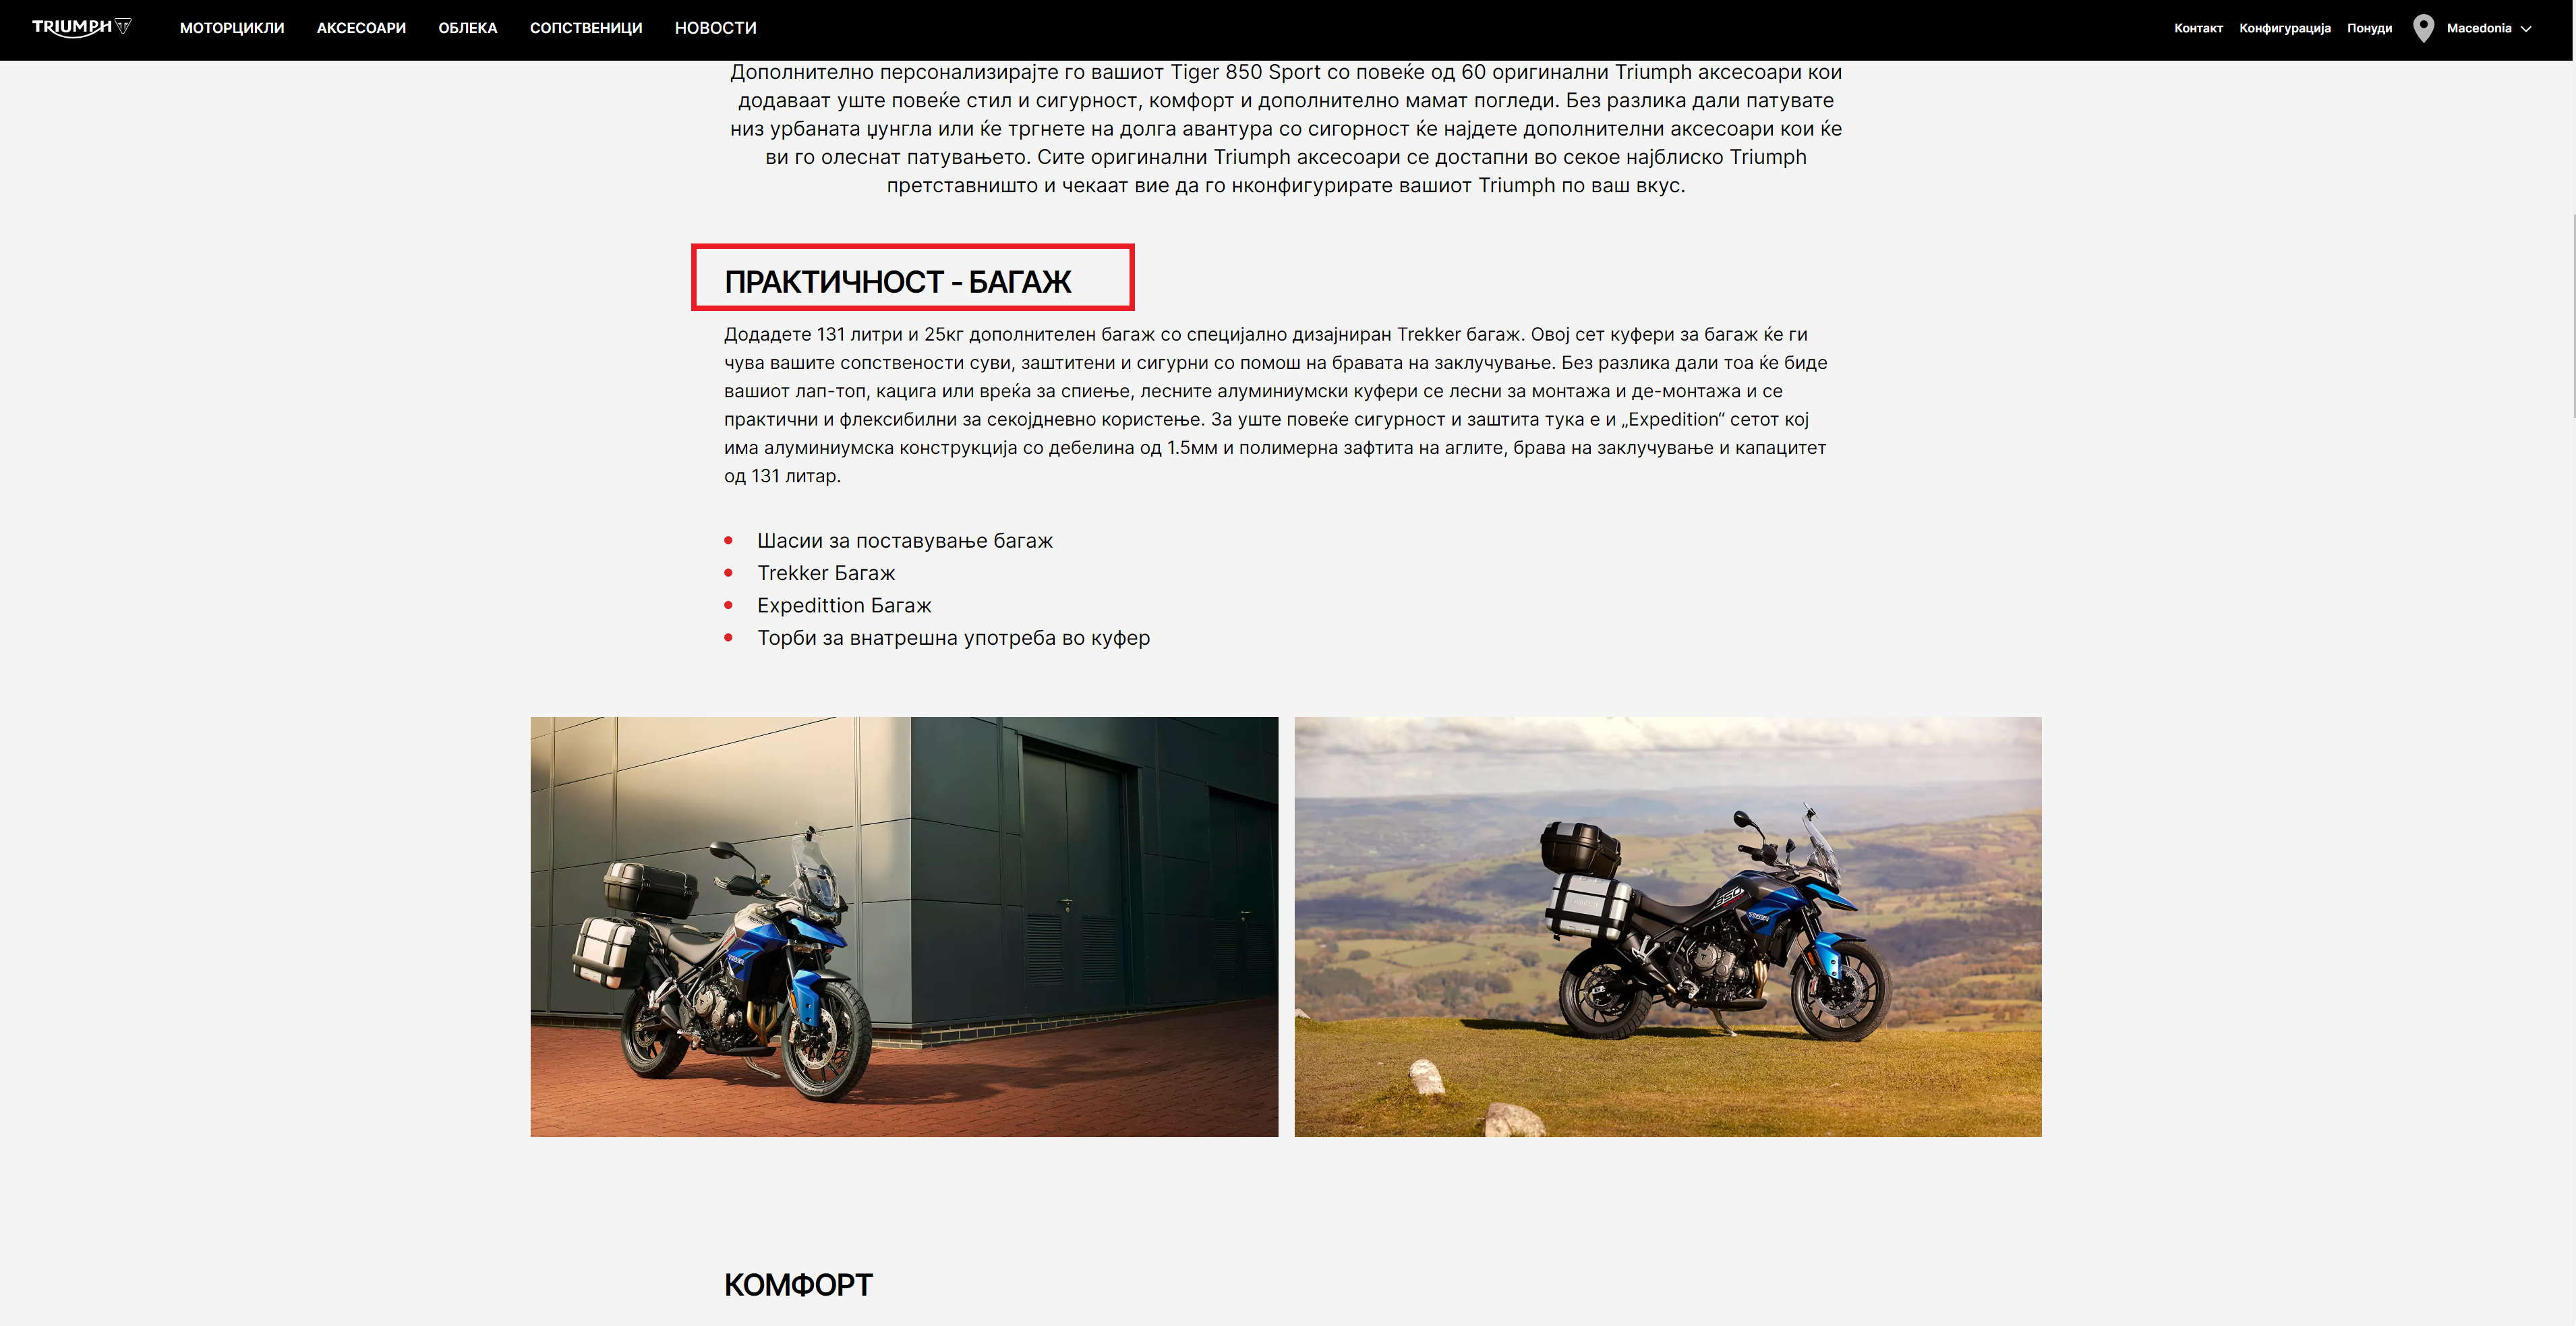 TRIUMPH
МОТОРЦИКЛИ АКСЕСОАРИ ОБЛЕКА СОПСТВЕНИЦИ НОВОСТИ
Контакт Конфигурација Понуди Macedonia
Дополнително персонализирајте го вашиот Tiger 850 Sport со повеќе од 60 оригинални Triumph аксесоари кои
додаваат уште повеќе стил и сигурност, комфорт и дополнително мамат погледи. Без разлика дали патувате
низ урбаната џунгла или ќе тргнете на долга авантура со сигорност ќе најдете дополнителни аксесоари кои ќе
ви го олеснат патувањето. Сите оригинални Triumph аксесоари се достапни во секое најблиско Triumph
претставништо и чекаат вие да го нконфигурирате вашиот Triumph по ваш вкус.
ПРАКТИЧНОСТ - БАГАЖ
Додадете 131 литри и 25кг дополнителен багаж со специјално дизајниран Trekker багаж. Овој сет куфери за багаж ќе ги
чува вашите сопствености суви, заштитени и сигурни со помош на бравата на заклучување. Без разлика дали тоа ќе биде
вашиот лап-топ, кацига или вреќа за спиење, лесните алуминиумски куфери се лесни за монтажа и де-монтажа и се
практични и флексибилни за секојдневно користење. За уште повеќе сигурност и заштита тука е и „Expedition“ сетот кој
има алуминиумска конструкција со дебелина од 1.5мм и полимерна зафтита на аглите, брава на заклучување и капацитет
од 131 литар.
Шасии за поставување багаж
Trekker Багаж
Expedittion Багаж
Торби за внатрешна употреба во куфер
850
КОМФОРТ